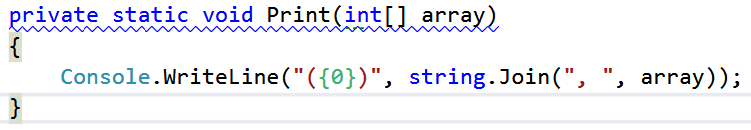 private static void Print(int[] array)
{
    Console.WriteLine("({0})", string.Join(", ", array));
}